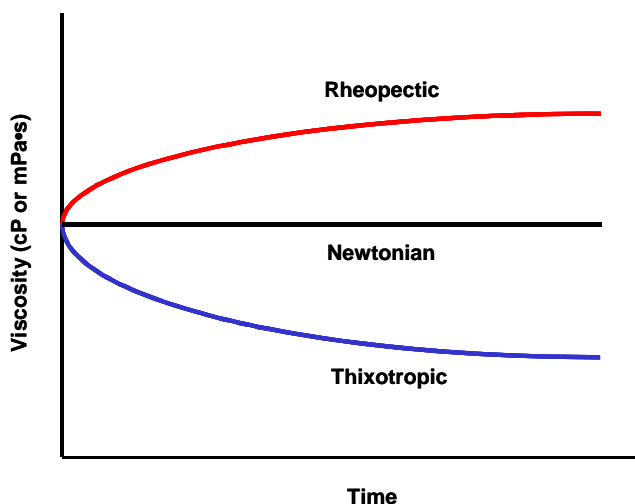 Rheopectic
Viscosity (cP or mPa•s)
Newtonian
Thixotropic
Time